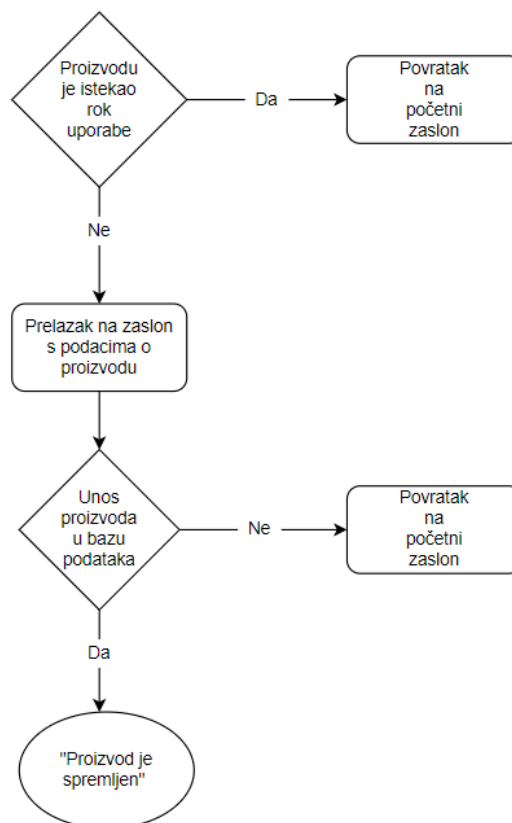 Proizvodu
je istekao
rok
uporabe
Da
Povratak
na
početni
zaslon
Ne
Prelazak na zaslon
s podacima o
proizvodu
Unos
proizvoda
u bazu
podataka
Ne
Povratak
na
početni
zaslon
Da
"Proizvod je
spremljen"